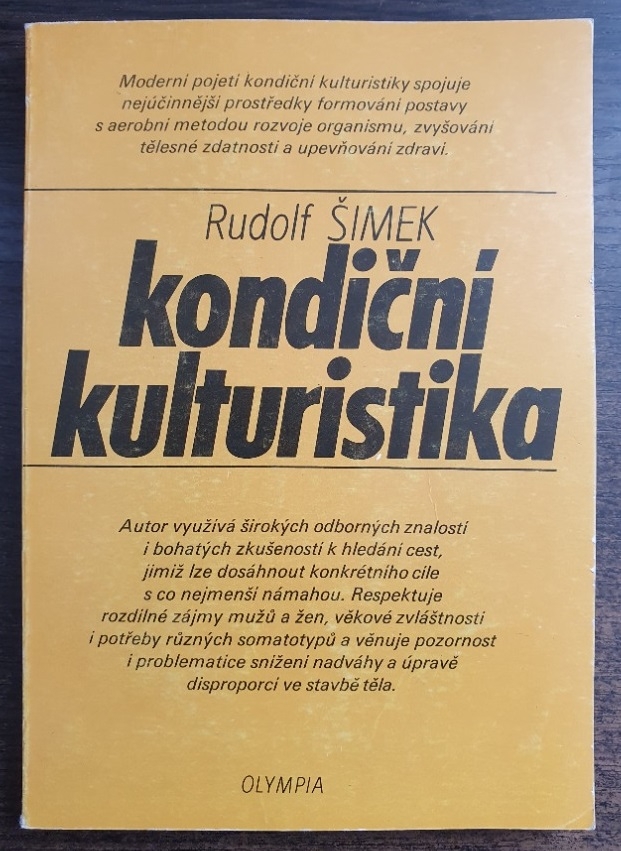 Moderní pojetí kondiční kulturistiky spojuje
nejúčinnější prostředky formování postavy
s aerobní metodou rozvoje organismu, zvyšování
tělesné zdatnosti a upevňování zdraví.
Rudolf ŠIMEK
kondiční
kulturistika
Autor využívá širokých odborných znalostí
i bohatých zkušeností k hledání cest,
jimiž lze dosáhnout konkrétního cíle
s co nejmenší námahou. Respektuje
rozdílné zájmy mužů a žen, věkové zvláštnosti
i potřeby různých somatotypů a věnuje pozornost
i problematice snížení nadváhy a úpravě
disproporcí ve stavbě těla.
OLYMPIA